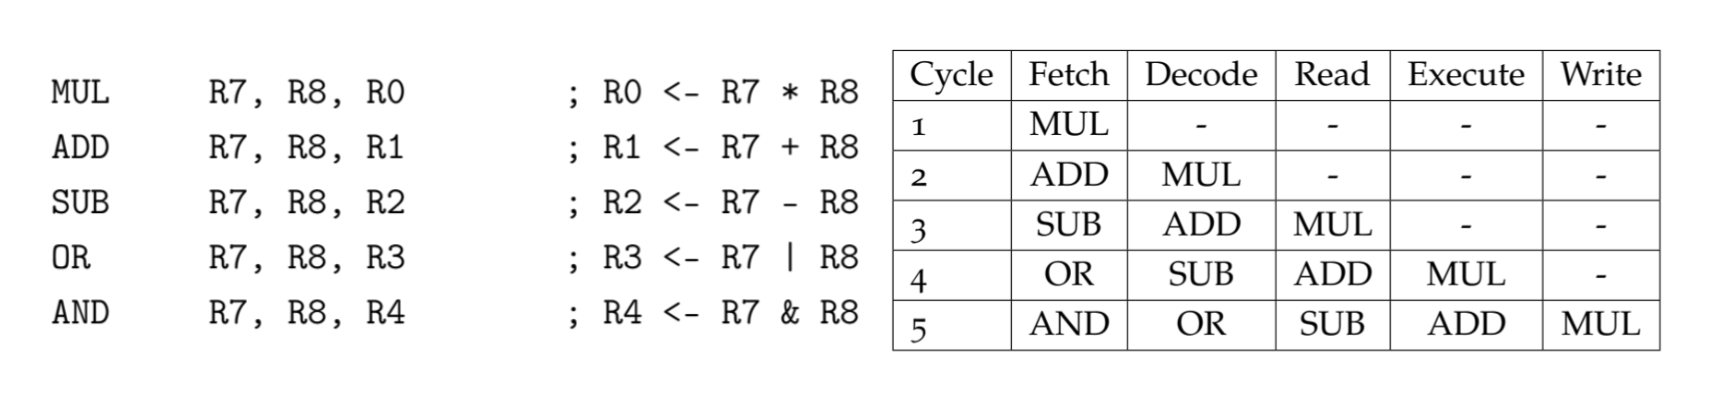 MUL R7, R8, R0 ; R0 <- R7 * R8
ADD R7, R8, R1 ; R1 <- R7 + R8
SUB R7, R8, R2 ; R2 <- R7 - R8
OR R7, R8, R3 ; R3 <- R7 | R8
AND R7, R8, R4 ; R4 <- R7 & R8
Cycle Fetch Decode Read Execute Write
1 MUL - - - -
2 ADD MUL - - -
3 SUB ADD MUL - -
4 OR SUB ADD MUL -
5 AND OR SUB ADD MUL